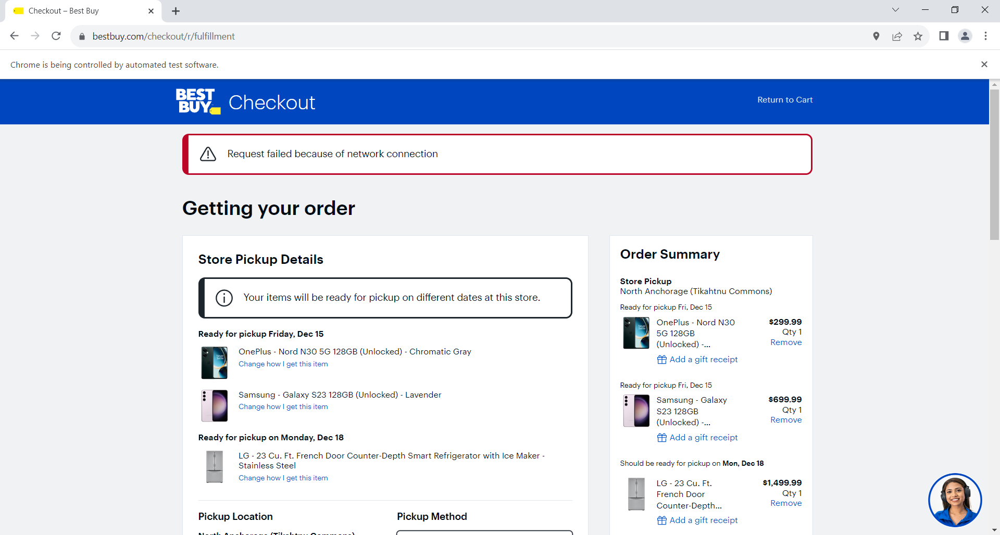 Checkout – Best Buy
bestbuy.com/checkout/r/fulfillment
Chrome is being controlled by automated test software.
BEST
BUY
Checkout
Return to Cart
Request failed because of network connection
Getting your order
Store Pickup Details
Your items will be ready for pickup on different dates at this store.
Ready for pickup Friday, Dec 15
OnePlus - Nord N30 5G 128GB (Unlocked) - Chromatic Gray
Change how I get this item
Samsung - Galaxy S23 128GB (Unlocked) - Lavender
Change how I get this item
Ready for pickup on Monday, Dec 18
LG - 23 Cu. Ft. French Door Counter-Depth Smart Refrigerator with Ice Maker -
Stainless Steel
Change how I get this item
Pickup Location
North Anchorage (Tikahtnu Commons)
Pickup Method
Order Summary
Store Pickup
North Anchorage (Tikahtnu Commons)
Ready for pickup Fri, Dec 15
OnePlus - Nord N30
5G 128GB
(Unlocked) -...
$299.99
Qty 1
Remove
Add a gift receipt
Ready for pickup Fri, Dec 15
Samsung - Galaxy
S23 128GB
(Unlocked) -...
$699.99
Qty 1
Remove
Add a gift receipt
Should be ready for pickup on Mon, Dec 18
LG - 23 Cu. Ft.
French Door
Counter-Depth...
$1,499.99
Qty 1
Remove
Add a gift receipt